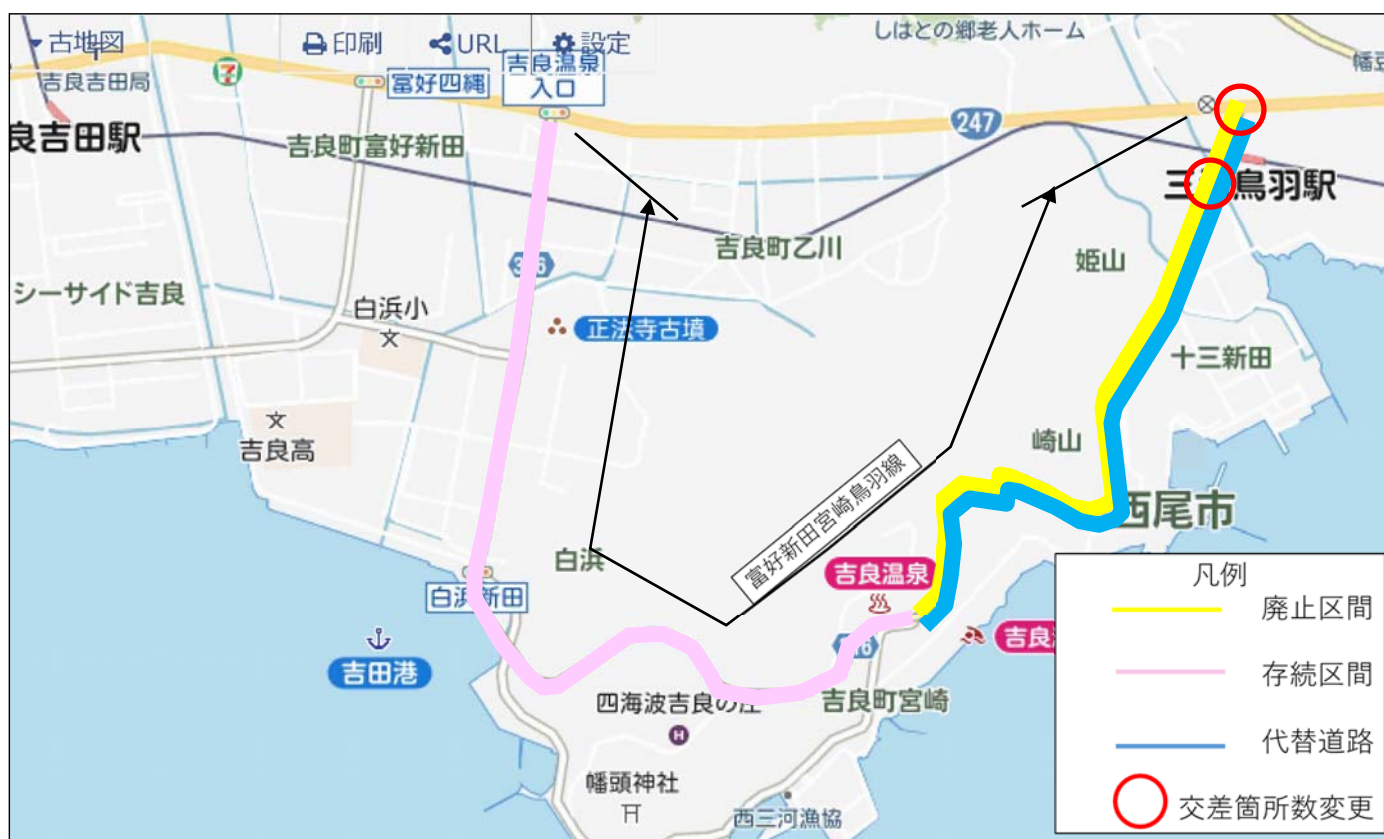 古地図
印刷
URL
設定
しはとの郷老人ホーム
吉良吉田局
冨好四縄
吉良温泉
入口
幡豆
247
良吉田駅
吉良町富好新田
三河鳥羽駅
吉良町乙川
姫山
シーサイド吉良
白浜小
文
正法寺古墳
十三新田
文
吉良高
崎山
富好新田宮崎鳥羽線
西尾市
白浜
吉良温泉
白浜新田
吉田港
四海波吉良の庄
H
吉良町宮崎
幡頭神社
西三河漁協
凡例
廃止区間
存続区間
代替道路
交差箇所数変更